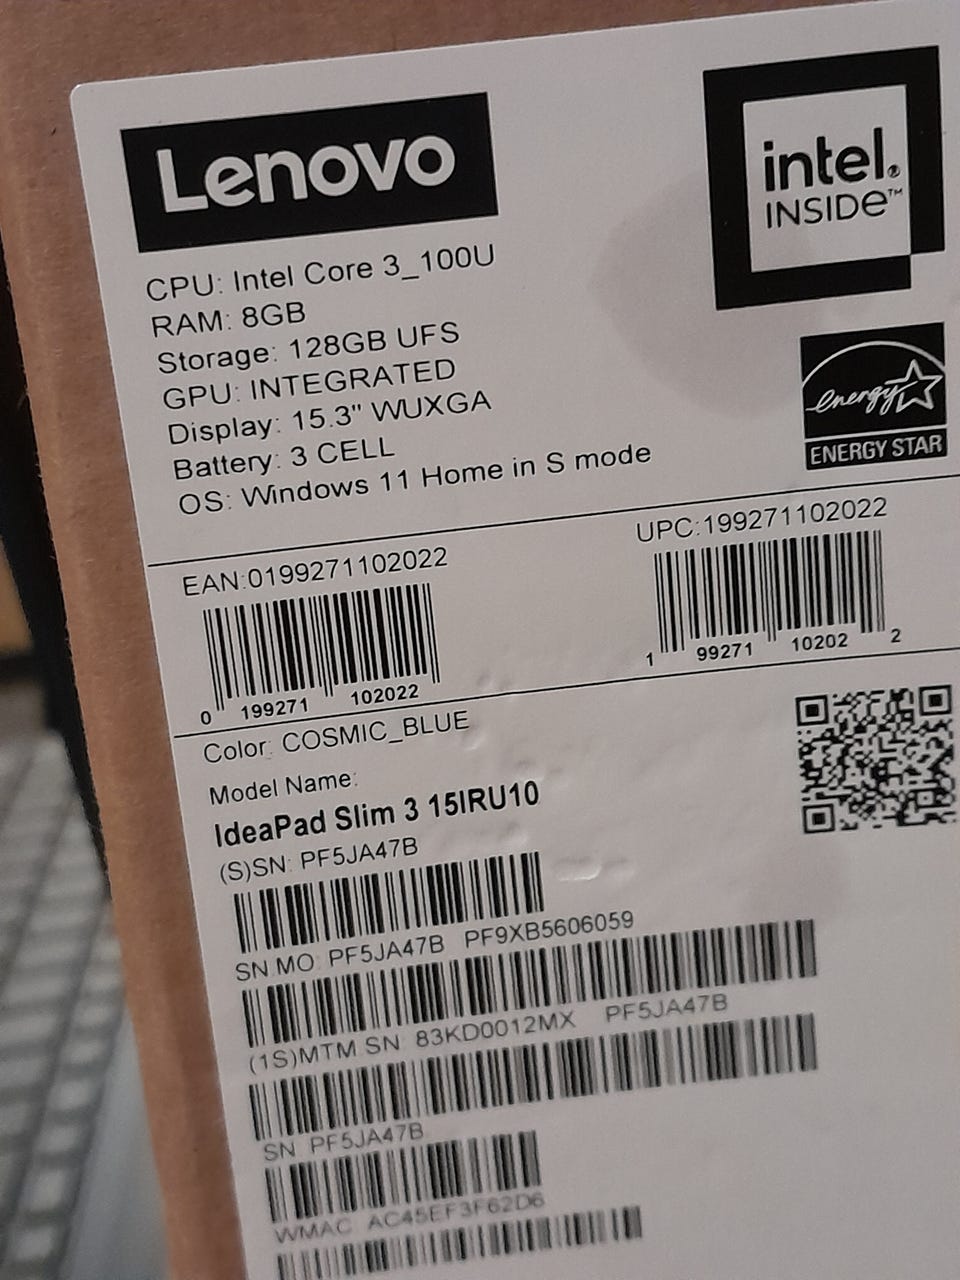 Lenovo
intel®
INSIDe™
CPU: Intel Core 3_100U
RAM: 8GB
Storage: 128GB UFS
GPU: INTEGRATED
Display: 15.3" WUXGA
Battery: 3 CELL
OS: Windows 11 Home in S mode
energy
ENERGY STAR
EAN:0199271102022
0 199271 102022
UPC:199271102022
1 99271 10202 2
Color: COSMIC_BLUE
Model Name:
IdeaPad Slim 3 15IRU10
(S)SN: PF5JA47B
SN MO: PF5JA47B PF9XB5606059
(1S)MTM SN 83KD0012MX PF5JA47B
SN PF5JA47B
WMAC AC45EF3F62D6